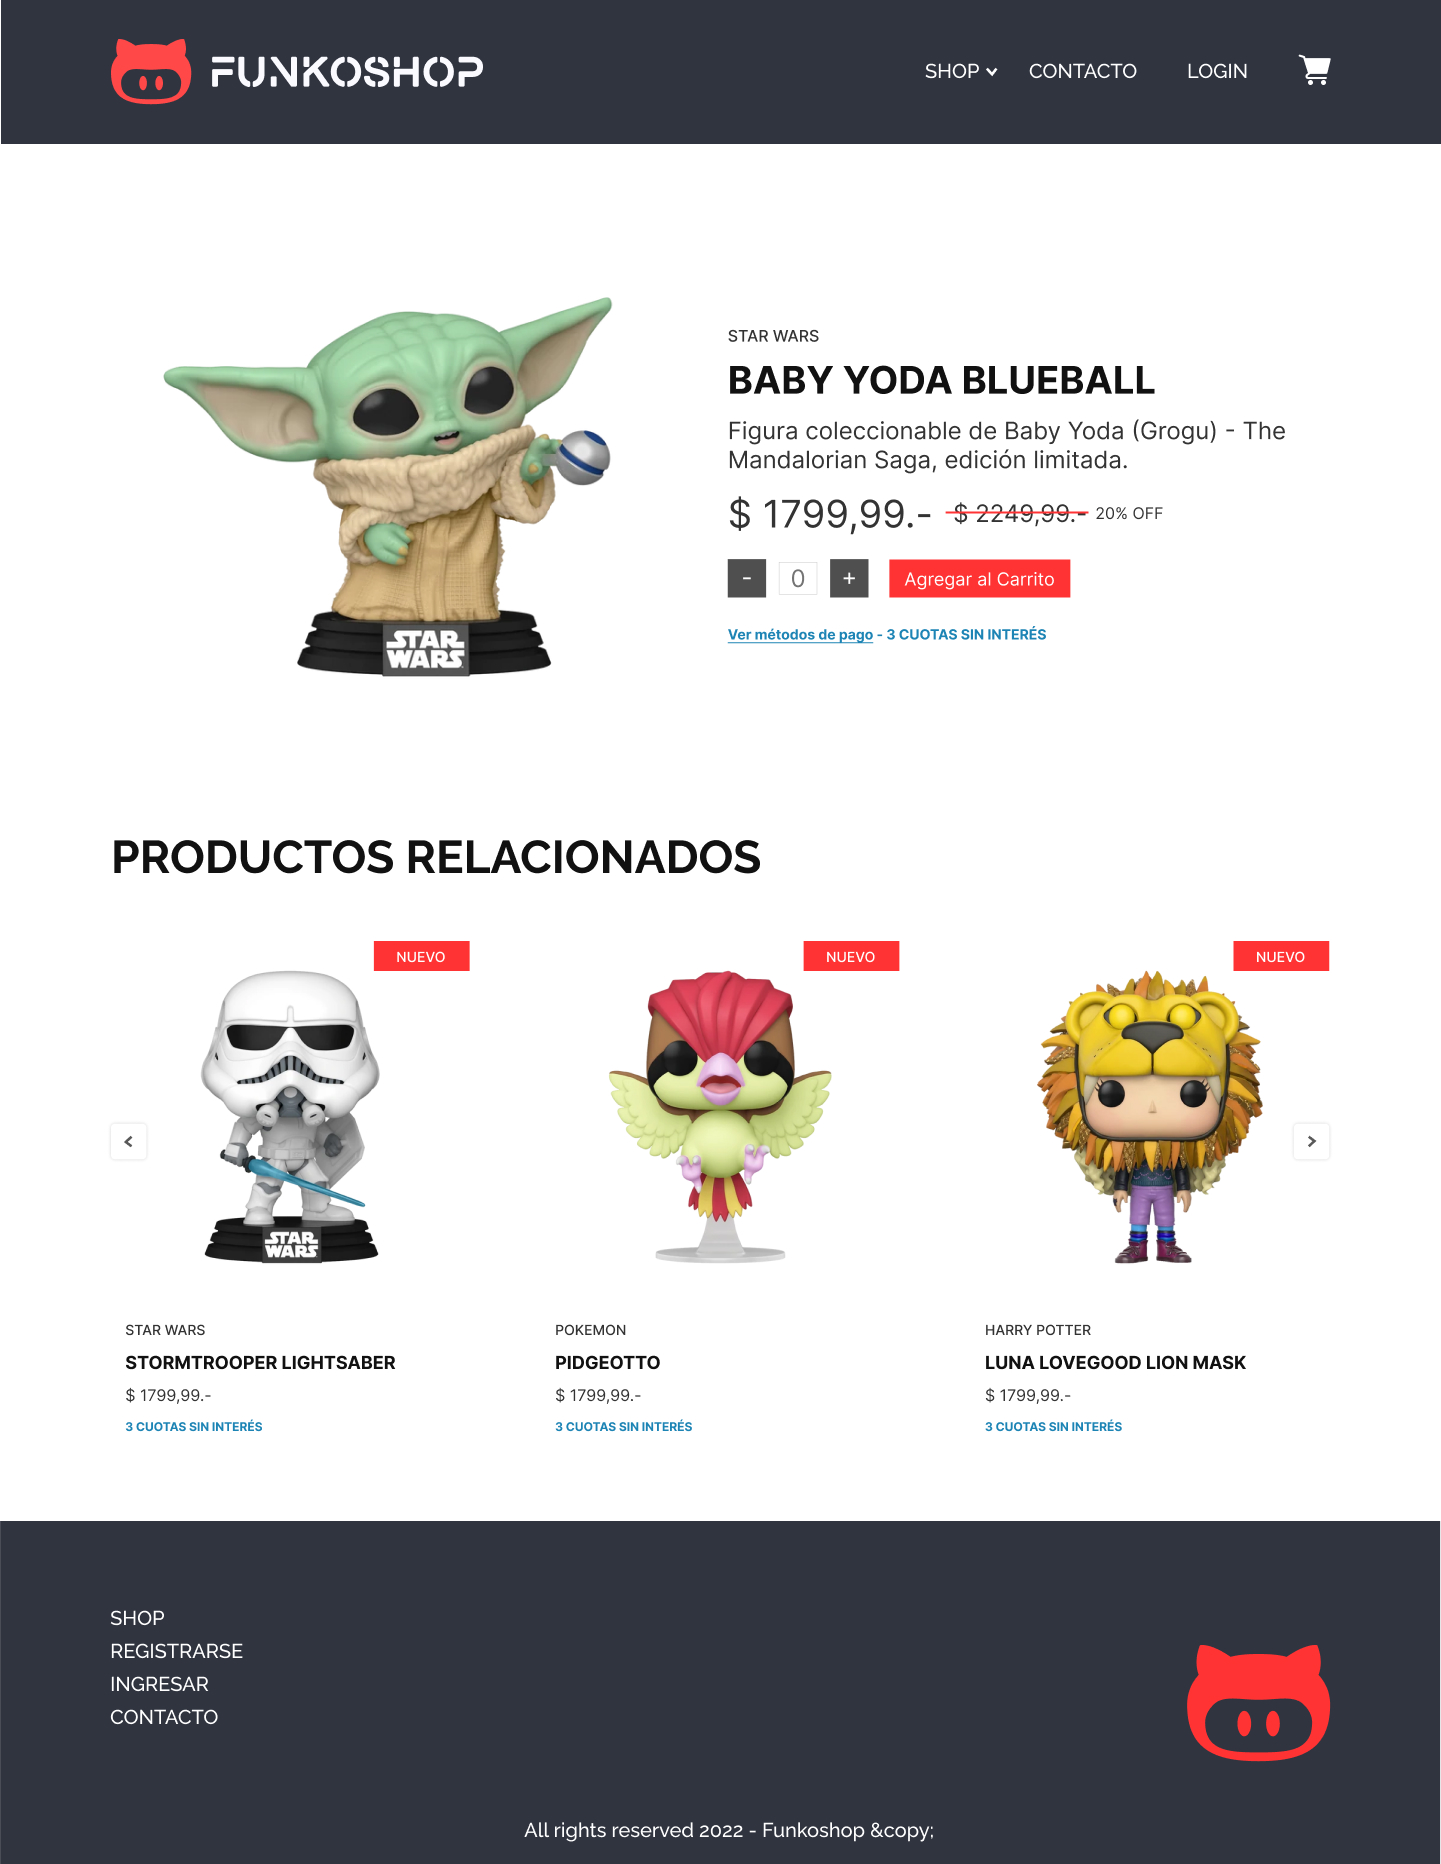 FUNKOSHOP
SHOP
CONTACTO
LOGIN
STAR WARS
BABY YODA BLUEBALL
Figura coleccionable de Baby Yoda (Grogu) - The
Mandalorian Saga, edición limitada.
$ 1799,99.- $ 2249,99.- 20% OFF
- 0 + Agregar al Carrito
Ver métodos de pago - 3 CUOTAS SIN INTERÉS
STAR
WARS
PRODUCTOS RELACIONADOS
NUEVO
NUEVO
NUEVO
STAR
WARS
<
>
STAR WARS
STORMTROOPER LIGHTSABER
$ 1799,99.-
3 CUOTAS SIN INTERÉS
POKEMON
PIDGEOTTO
$ 1799,99.-
3 CUOTAS SIN INTERÉS
HARRY POTTER
LUNA LOVEGOOD LION MASK
$ 1799,99.-
3 CUOTAS SIN INTERÉS
SHOP
REGISTRARSE
INGRESAR
CONTACTO
All rights reserved 2022 - Funkoshop &copy;